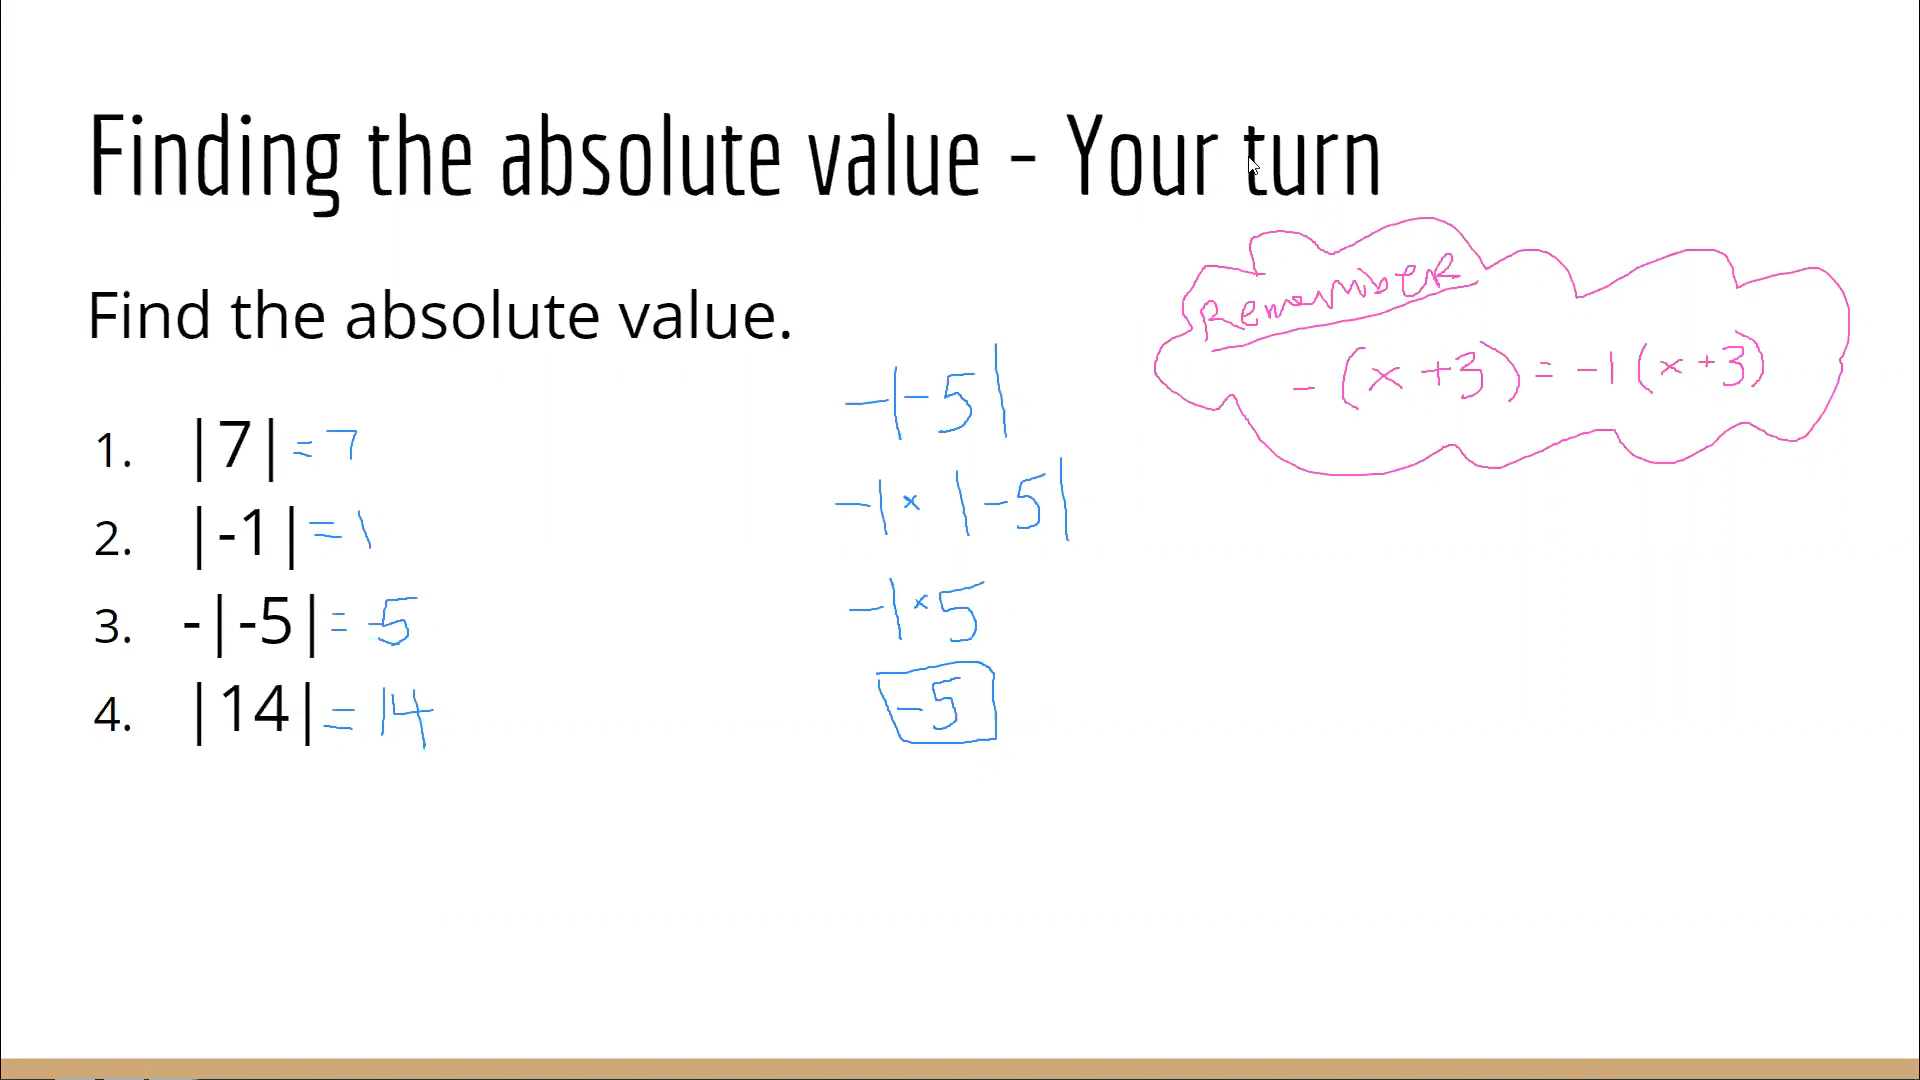 Finding the absolute value - Your turn
Find the absolute value.
1. |7| = 7
2. |-1| = 1
3. -|-5| = -5
4. |14| = 14
-|-5|
-1 × |-5|
-1 × 5
-5
Remember
-(x+3) = -1(x+3)